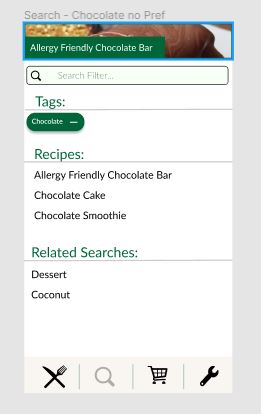 Search - Chocolate no Pref
Allergy Friendly Chocolate Bar
Search Filter...
Tags:
Chocolate
Recipes:
Allergy Friendly Chocolate Bar
Chocolate Cake
Chocolate Smoothie
Related Searches:
Dessert
Coconut